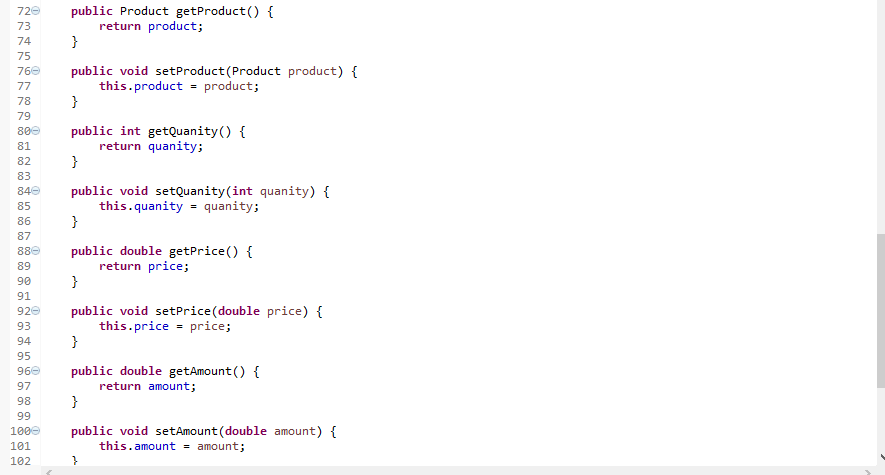 72 public Product getProduct() {
73 return product;
74 }
75
76 public void setProduct(Product product) {
77 this.product = product;
78 }
79
80 public int getQuanity() {
81 return quanity;
82 }
83
84 public void setQuanity(int quanity) {
85 this.quanity = quanity;
86 }
87
88 public double getPrice() {
89 return price;
90 }
91
92 public void setPrice(double price) {
93 this.price = price;
94 }
95
96 public double getAmount() {
97 return amount;
98 }
99
100 public void setAmount(double amount) {
101 this.amount = amount;
102 }